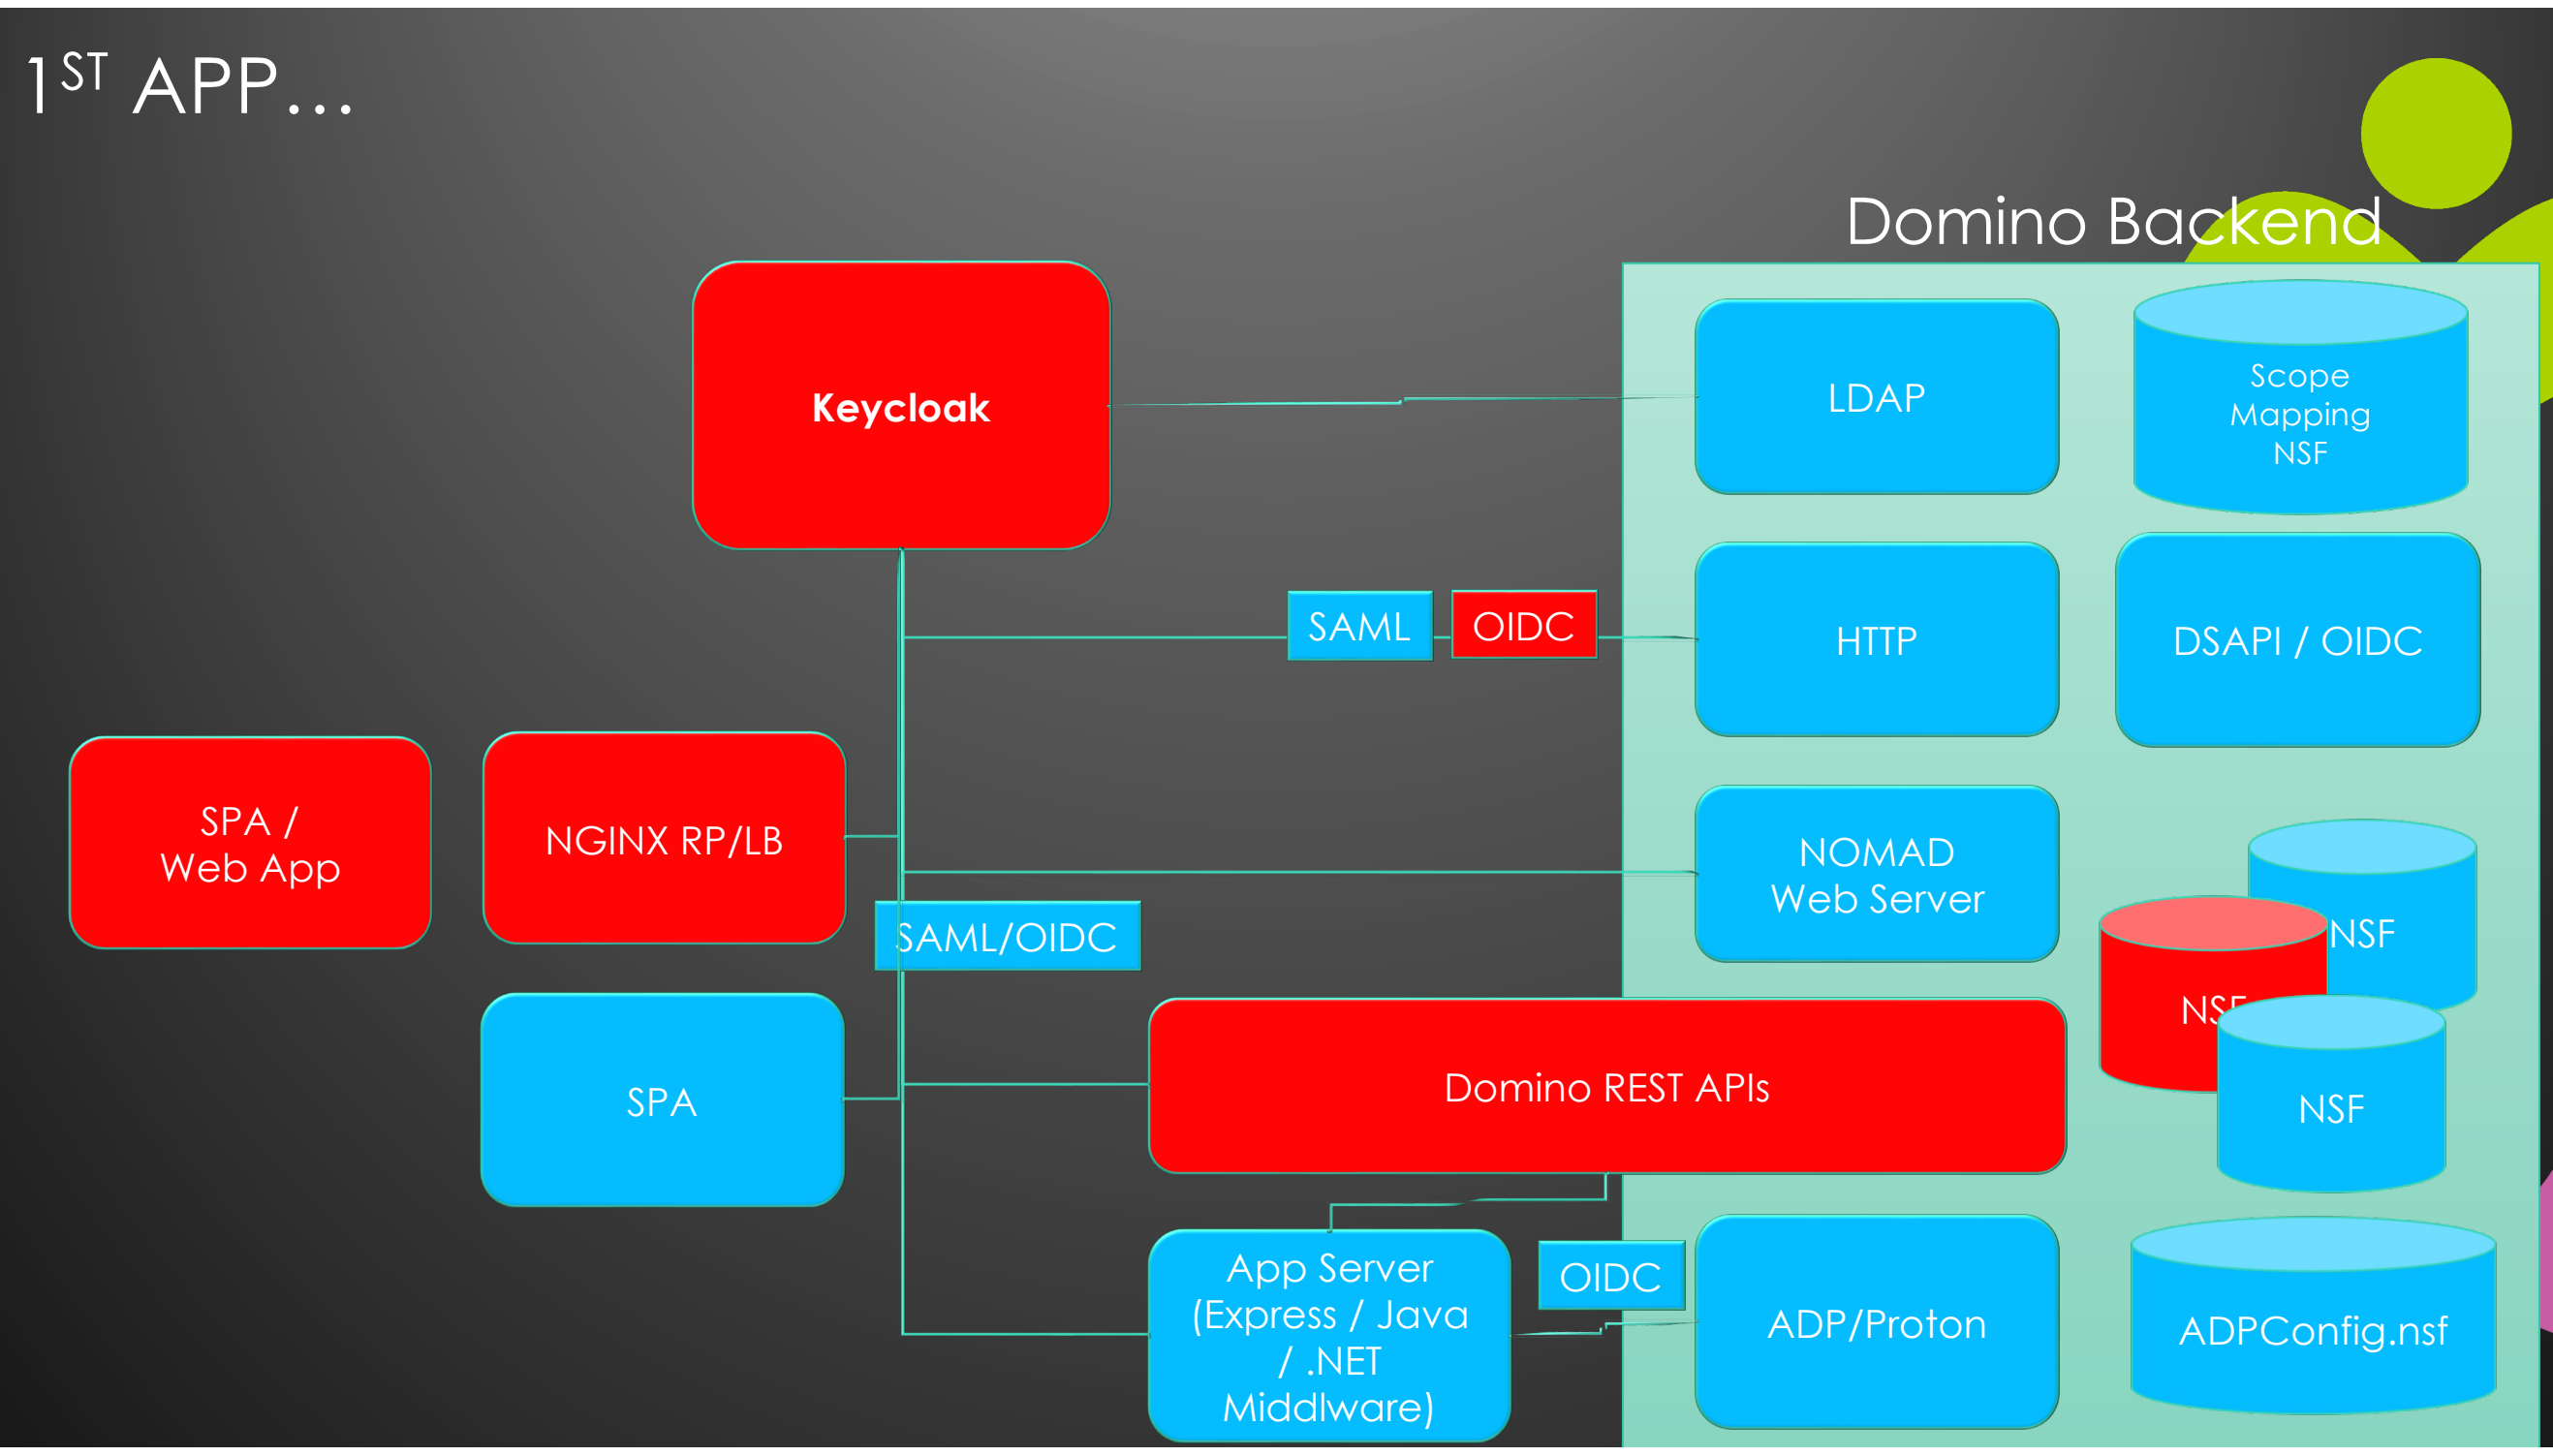 1ST APP...
Domino Backend
Keycloak
LDAP
Scope
Mapping
NSF
SAML
OIDC
HTTP
DSAPI / OIDC
SPA /
Web App
NGINX RP/LB
NOMAD
Web Server
SAML/OIDC
NSF
NSF
SPA
Domino REST APIs
NSF
App Server
(Express / Java
/ .NET
Middlware)
OIDC
ADP/Proton
ADPConfig.nsf